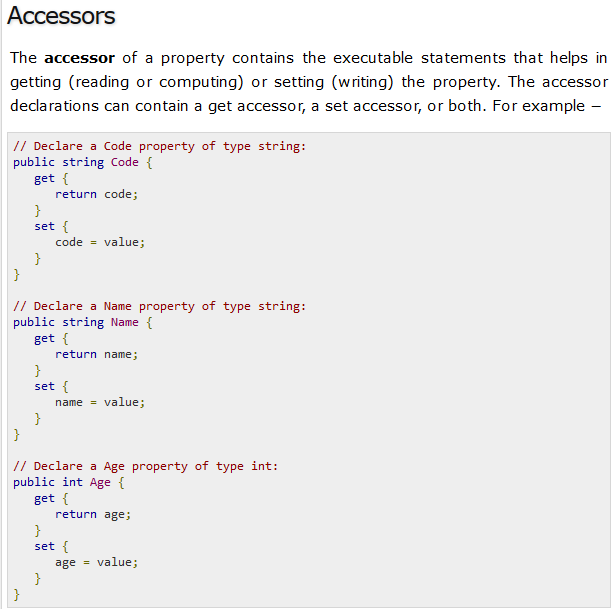 Accessors
The accessor of a property contains the executable statements that helps in
getting (reading or computing) or setting (writing) the property. The accessor
declarations can contain a get accessor, a set accessor, or both. For example −
// Declare a Code property of type string:
public string Code {
   get {
      return code;
   }
   set {
      code = value;
   }
}

// Declare a Name property of type string:
public string Name {
   get {
      return name;
   }
   set {
      name = value;
   }
}

// Declare a Age property of type int:
public int Age {
   get {
      return age;
   }
   set {
      age = value;
   }
}